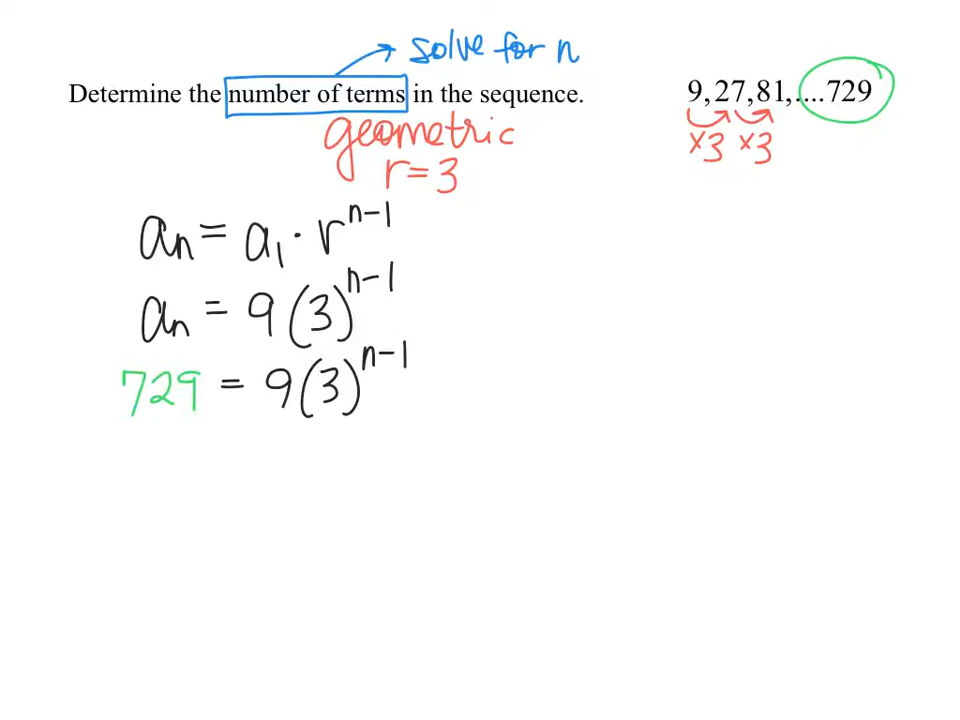 solve for n
Determine the number of terms in the sequence.
9, 27, 81,....729
geometric
×3 ×3
r=3
aₙ = a₁ · rⁿ⁻¹
aₙ = 9(3)ⁿ⁻¹
729 = 9(3)ⁿ⁻¹